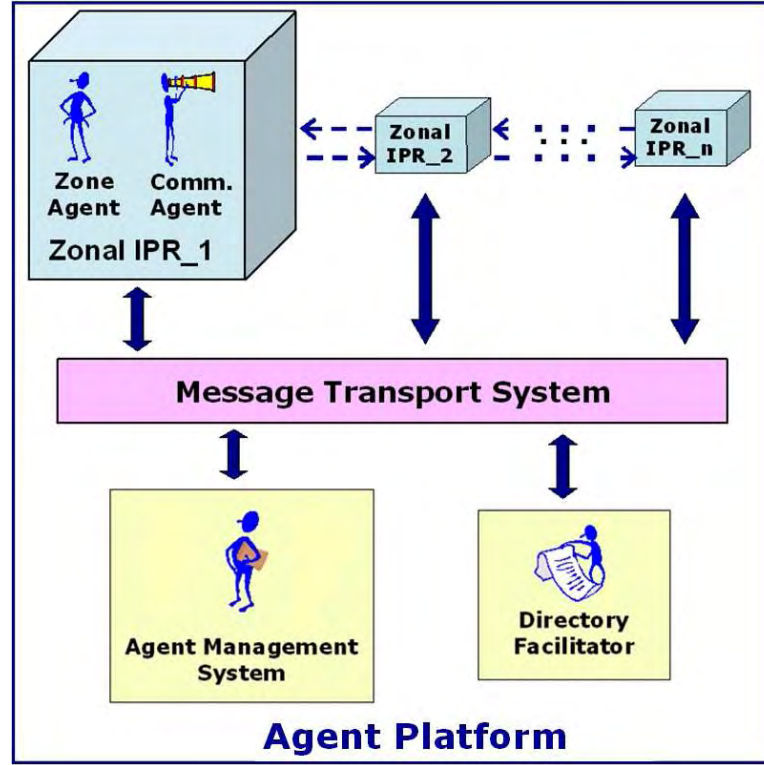 Zone
Agent
Comm.
Agent
Zonal IPR_1
Zonal
IPR_2
. . .
Zonal
IPR_n
Message Transport System
Agent Management
System
Directory
Facilitator
Agent Platform